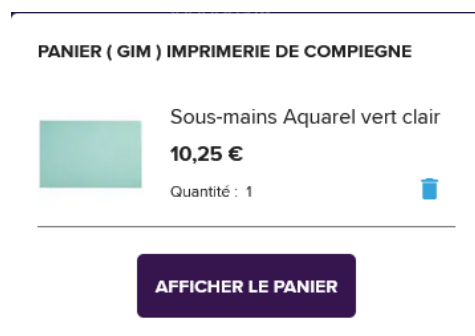 PANIER ( GIM ) IMPRIMERIE DE COMPIEGNE
Sous-mains Aquarel vert clair
10,25 €
Quantité : 1
AFFICHER LE PANIER